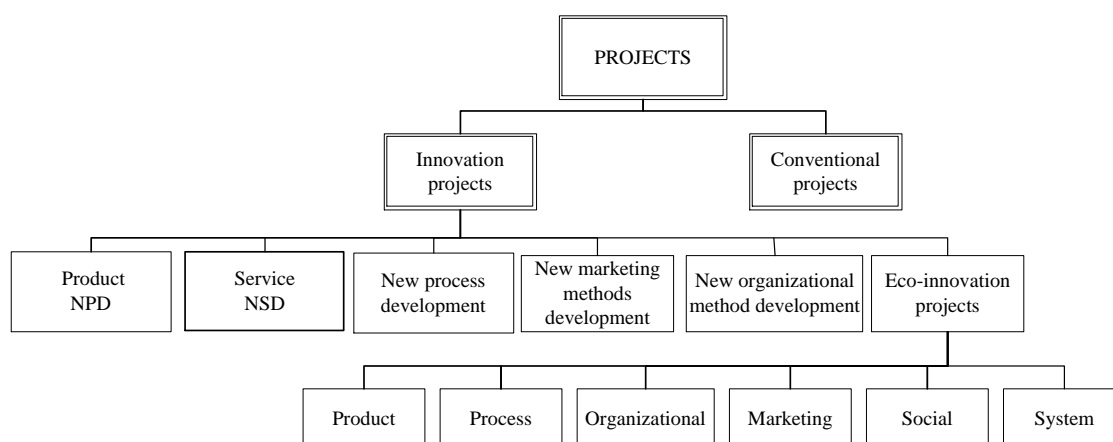 PROJECTS
Innovation
projects
Conventional
projects
Product
NPD
Service
NSD
New process
development
New marketing
methods
development
New organizational
method development
Eco-innovation
projects
Product
Process
Organizational
Marketing
Social
System